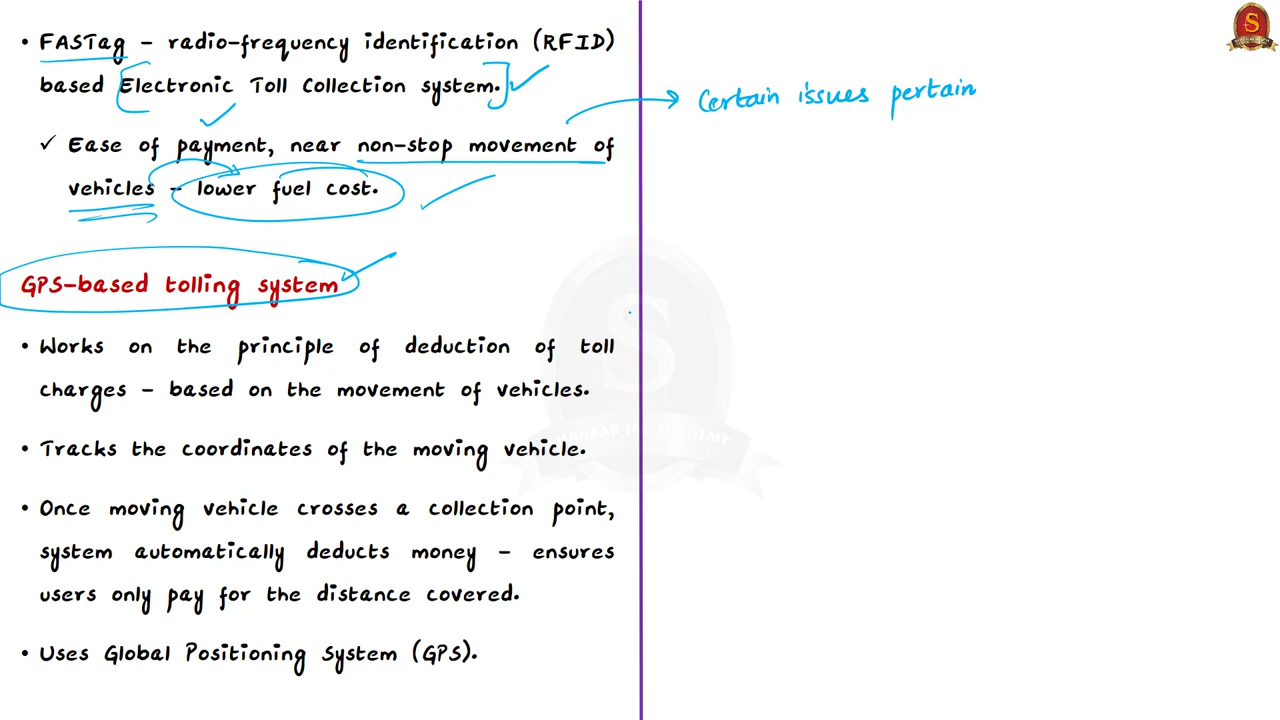 • FASTag - radio-frequency identification (RFID)
based Electronic Toll Collection system.
✓ Ease of payment, near non-stop movement of
vehicles - lower fuel cost.
GPS-based tolling system
• Works on the principle of deduction of toll
charges - based on the movement of vehicles.
• Tracks the coordinates of the moving vehicle.
• Once moving vehicle crosses a collection point,
system automatically deducts money - ensures
users only pay for the distance covered.
• Uses Global Positioning System (GPS).
Certain issues pertain
S
S
ANKAR IAS ACADEMY